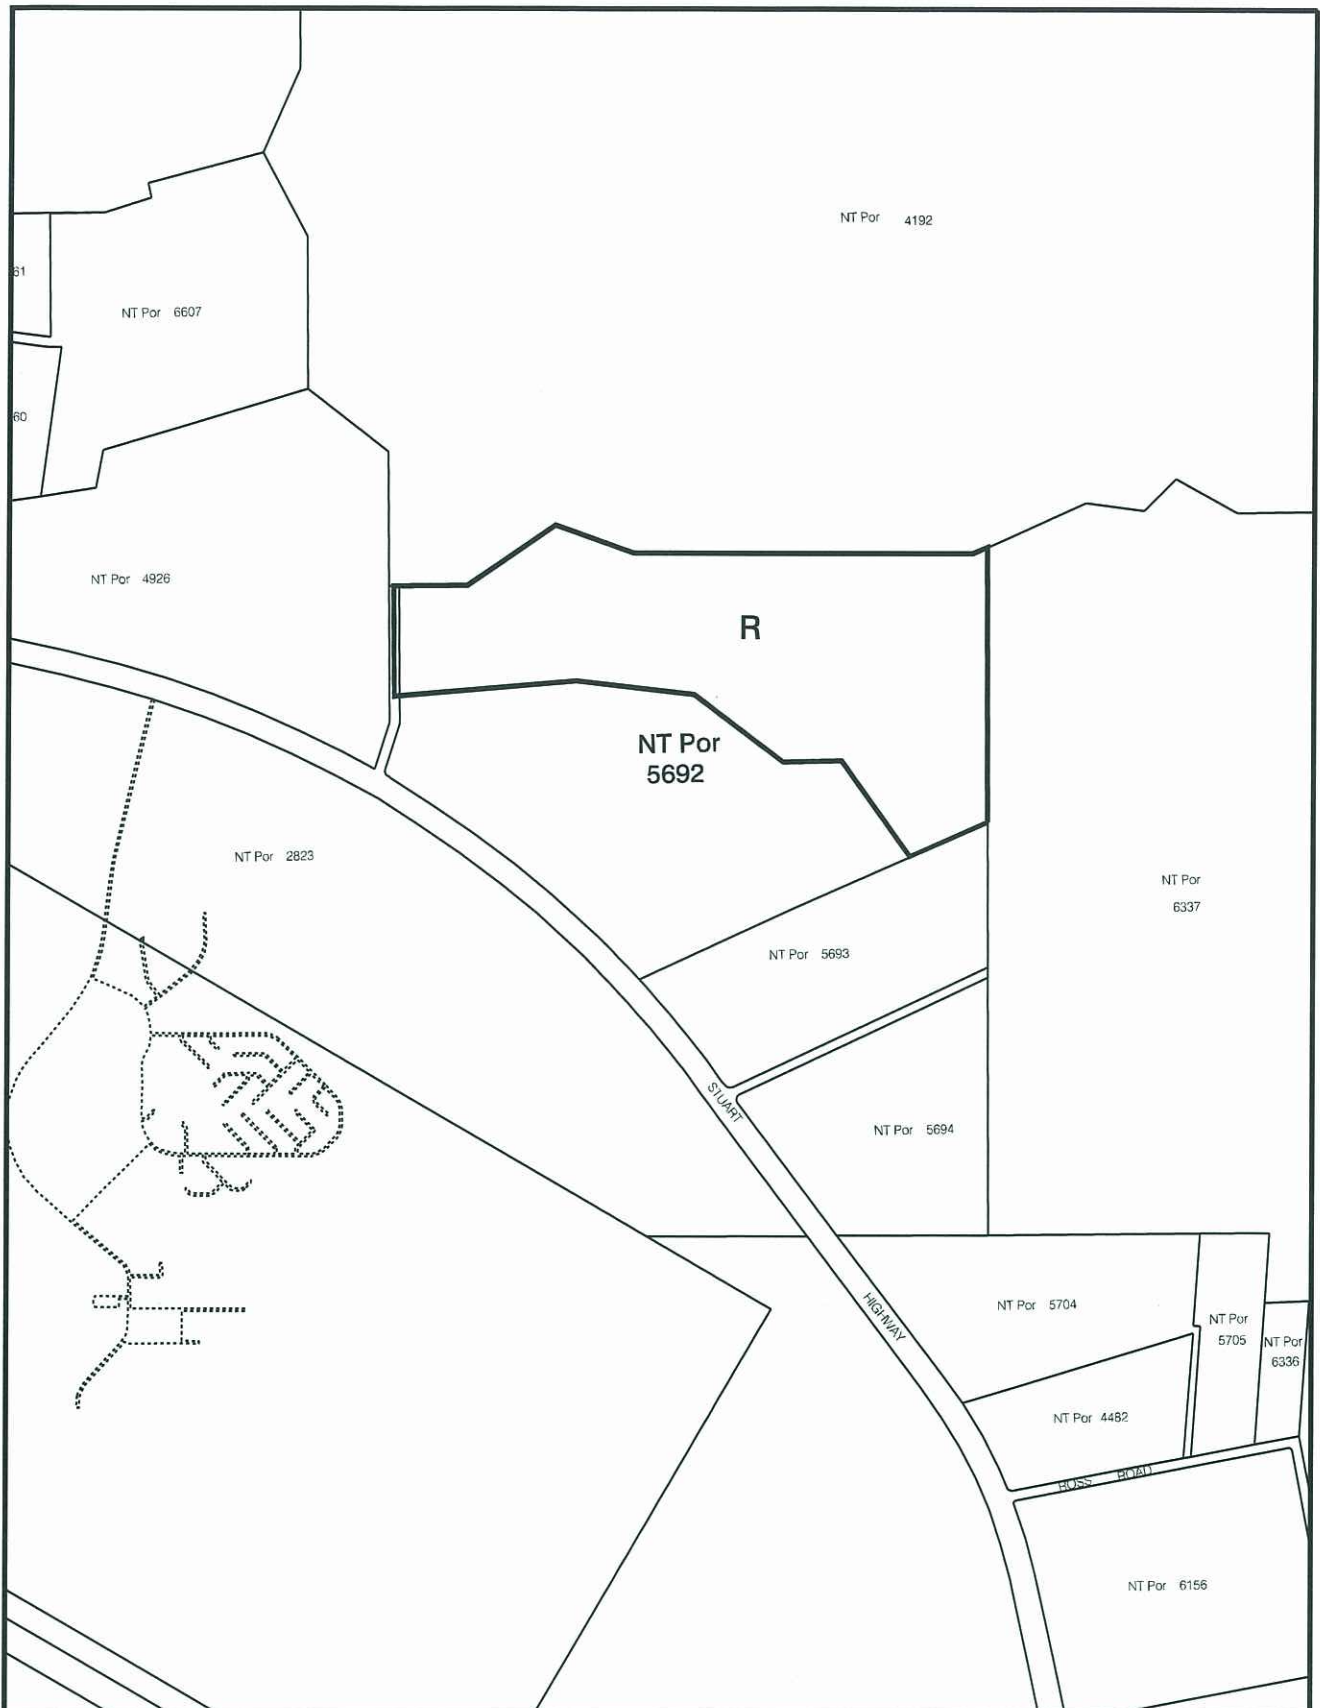 NT Por 4192
61
NT Por 6607
60
NT Por 4926
R
NT Por
5692
NT Por 2823
NT Por
6337
NT Por 5693
STUART
NT Por 5694
HIGHWAY
NT Por 5704
NT Por
5705
NT Por
6336
NT Por 4482
ROSS ROAD
NT Por 6156